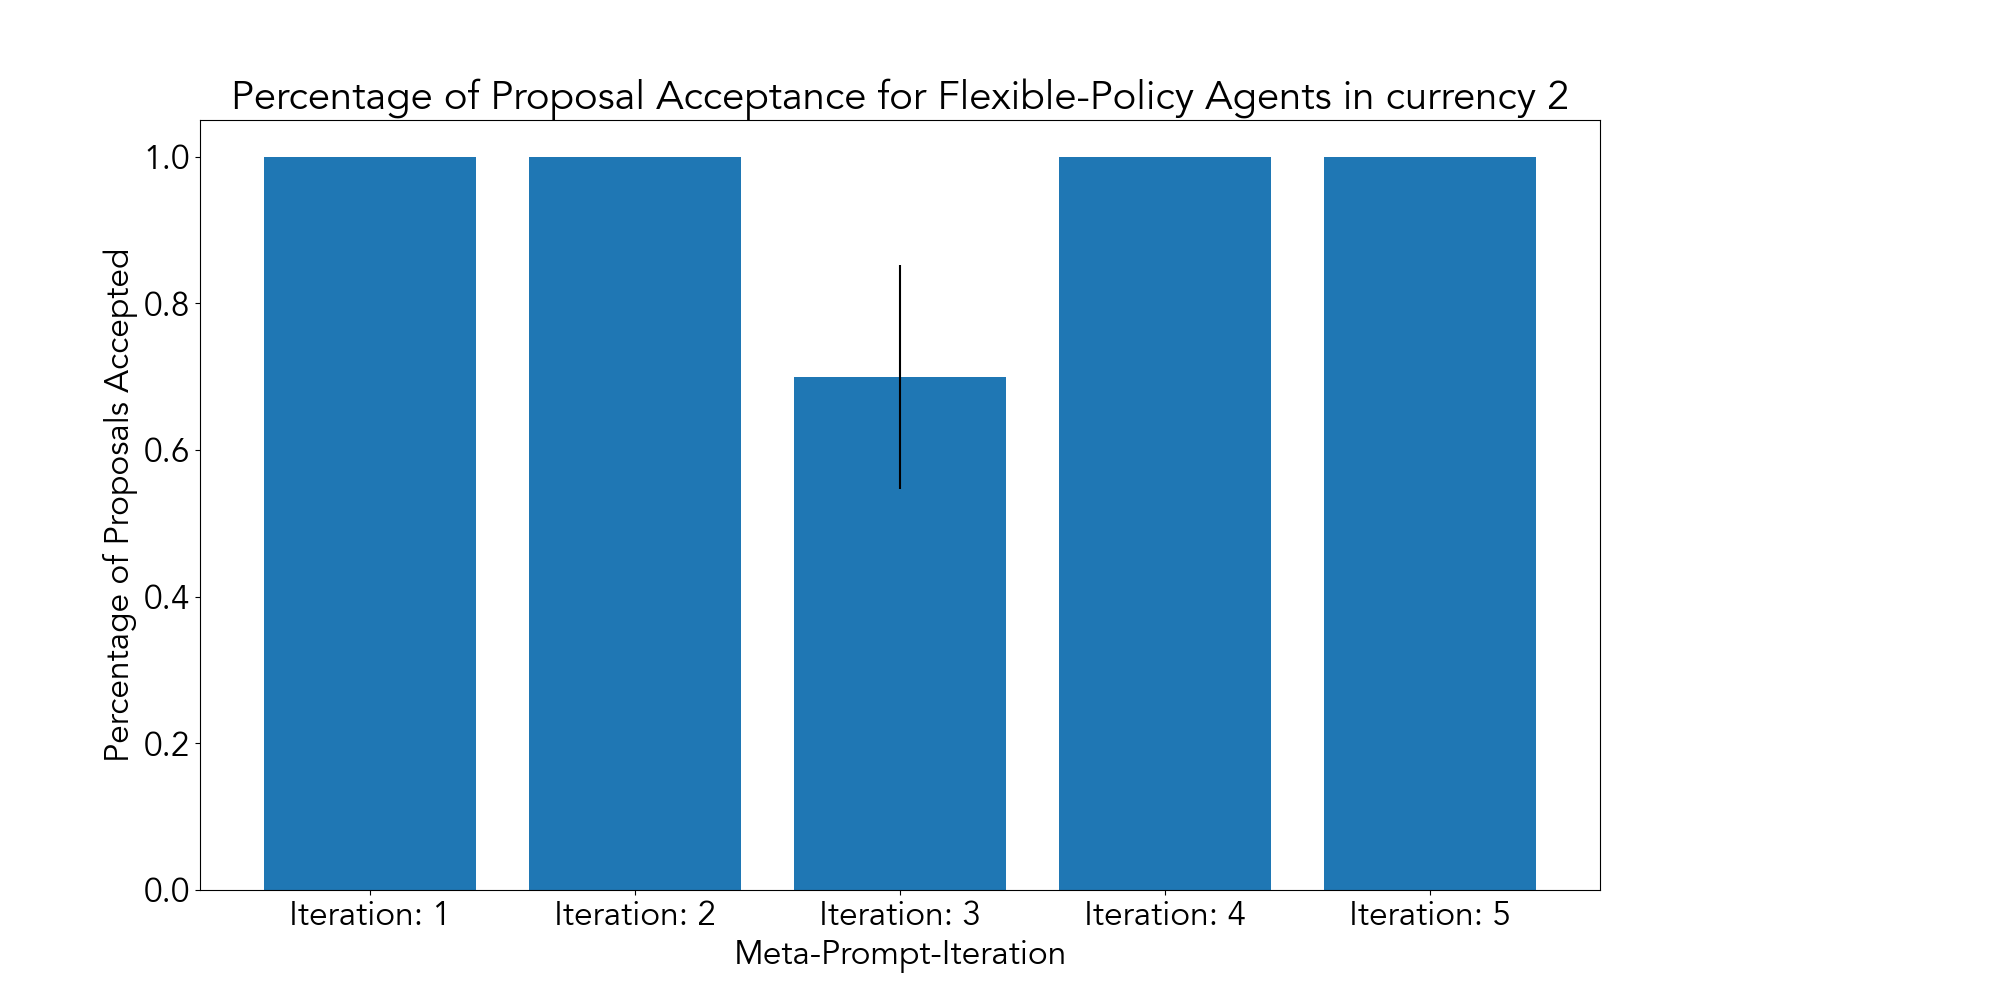 Percentage of Proposal Acceptance for Flexible-Policy Agents in currency 2
Percentage of Proposals Accepted
1.0
0.8
0.6
0.4
0.2
0.0
Iteration: 1
Iteration: 2
Iteration: 3
Iteration: 4
Iteration: 5
Meta-Prompt-Iteration